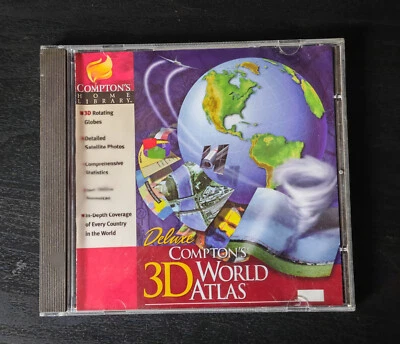 COMPTON'S
HOME
LIBRARY
3D Rotating
Globes
Detailed
Satellite Photos
Comprehensive
Statistics
In-Depth Coverage
of Every Country
in the World
Deluxe
COMPTON'S
3D WORLD
ATLAS